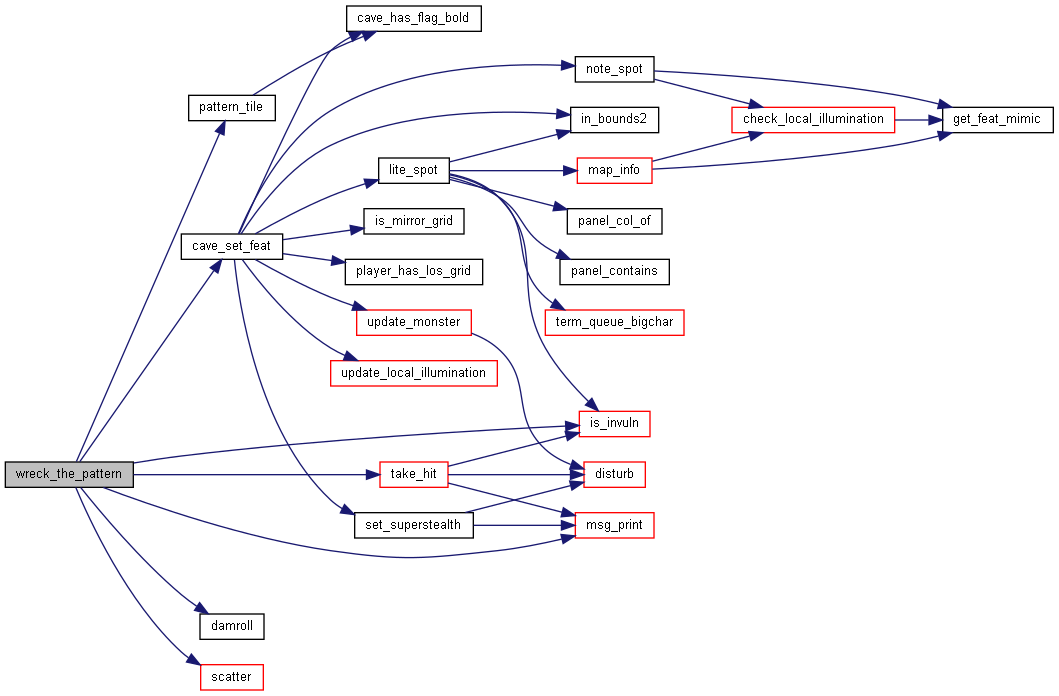 cave_has_flag_bold
note_spot
pattern_tile
in_bounds2
check_local_illumination
get_feat_mimic
lite_spot
map_info
is_mirror_grid
panel_col_of
cave_set_feat
player_has_los_grid
panel_contains
update_monster
term_queue_bigchar
update_local_illumination
is_invuln
wreck_the_pattern
take_hit
disturb
set_superstealth
msg_print
damroll
scatter